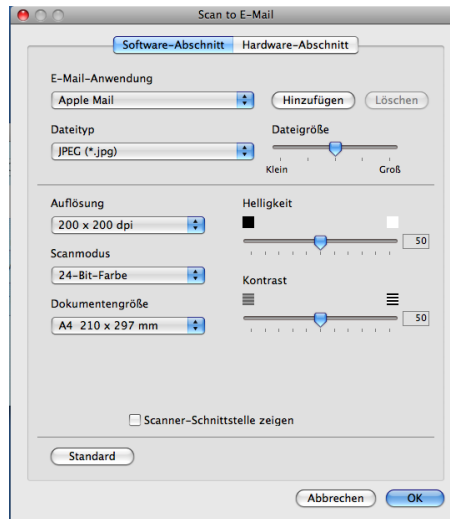 Scan to E-Mail
Software-Abschnitt Hardware-Abschnitt
E-Mail-Anwendung
Apple Mail Hinzufügen Löschen
Dateityp Dateigröße
JPEG (*.jpg)
Klein Groß
Auflösung Helligkeit
200 x 200 dpi
50
Scanmodus
24-Bit-Farbe
Kontrast
Dokumentengröße
A4 210 x 297 mm 50
Scanner-Schnittstelle zeigen
Standard
Abbrechen OK